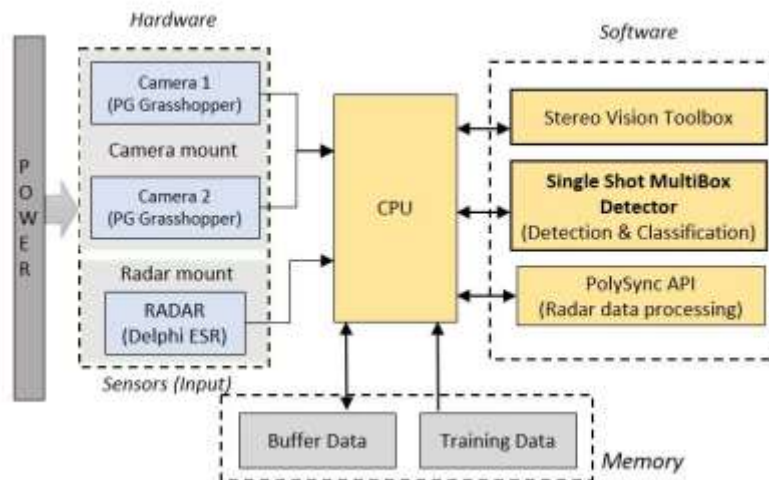 Hardware
Software
POWER
Camera 1
(PG Grasshopper)
Camera mount
Camera 2
(PG Grasshopper)
Radar mount
RADAR
(Delphi ESR)
Sensors (Input)
CPU
Stereo Vision Toolbox
Single Shot MultiBox
Detector
(Detection & Classification)
PolySync API
(Radar data processing)
Buffer Data
Training Data
Memory